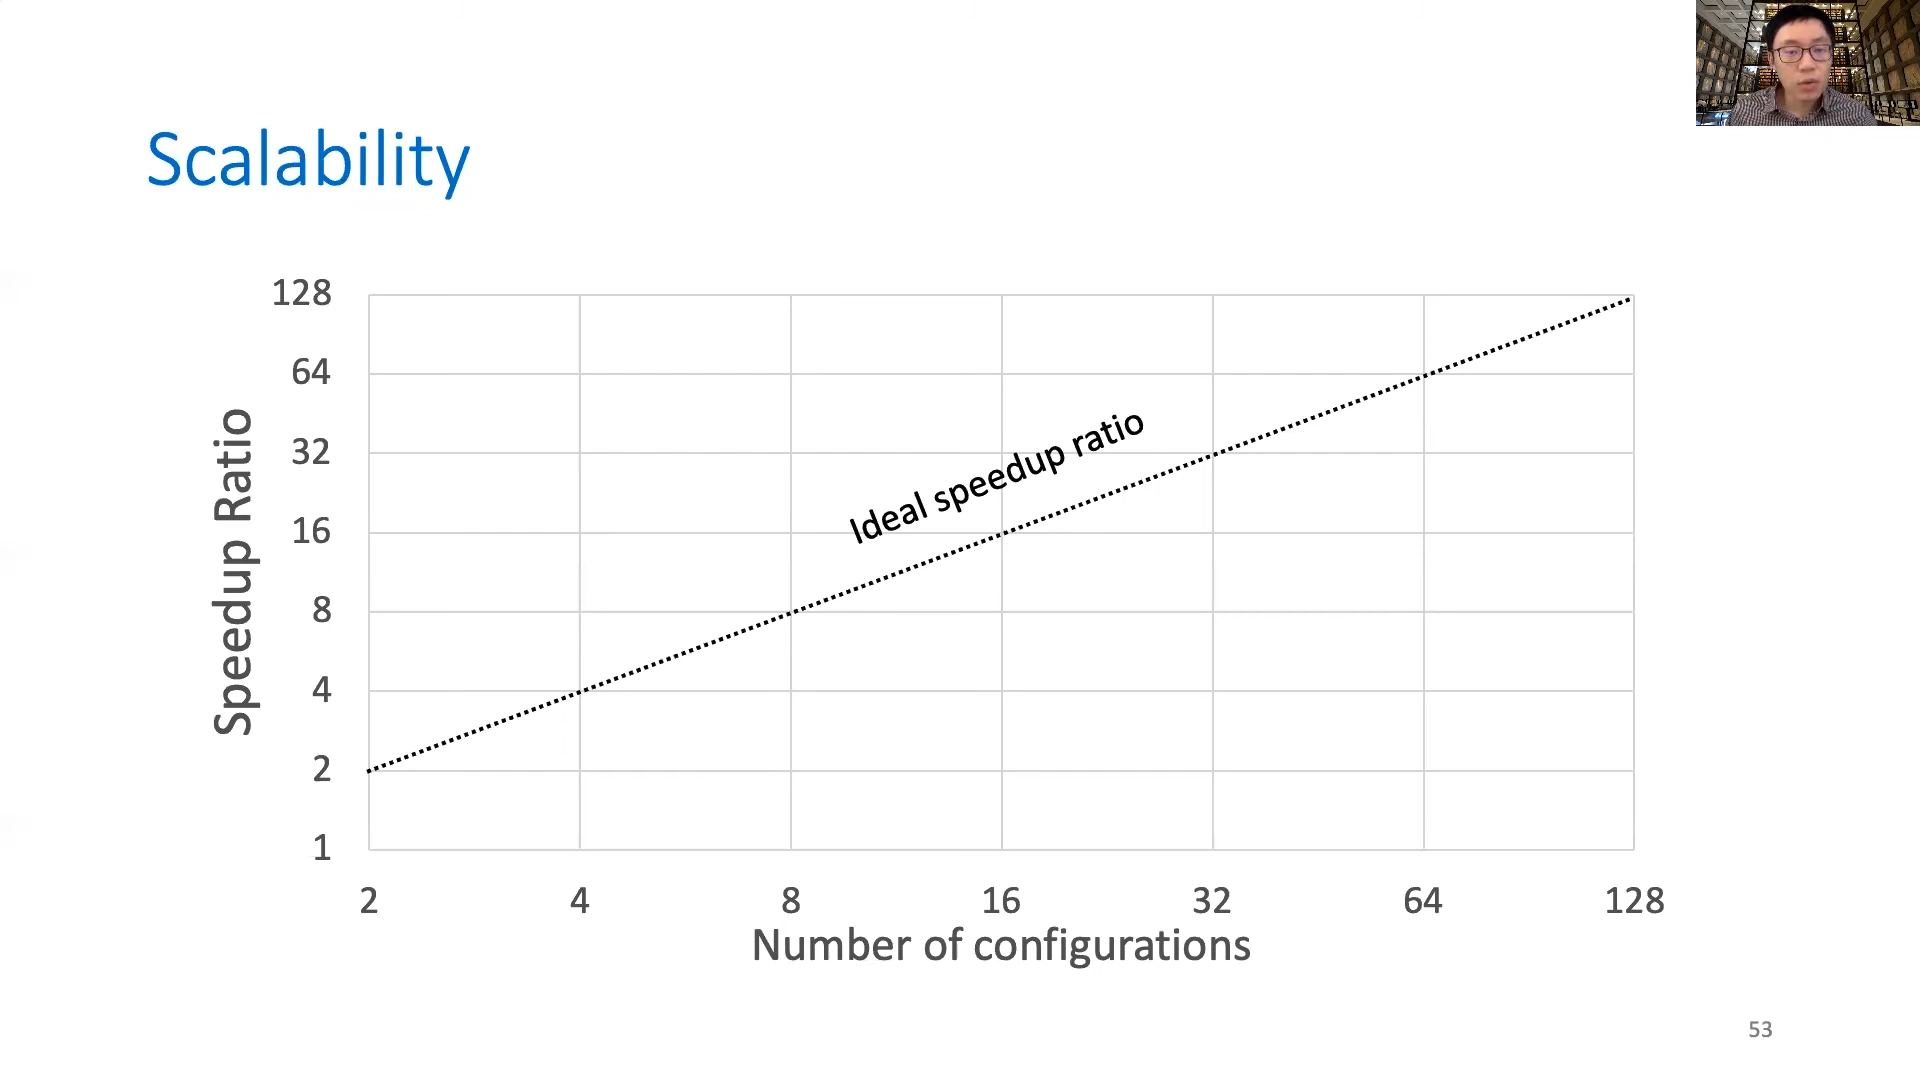 Scalability
128
64
32
16
8
4
2
1
Speedup Ratio
Ideal speedup ratio
2 4 8 16 32 64 128
Number of configurations
53